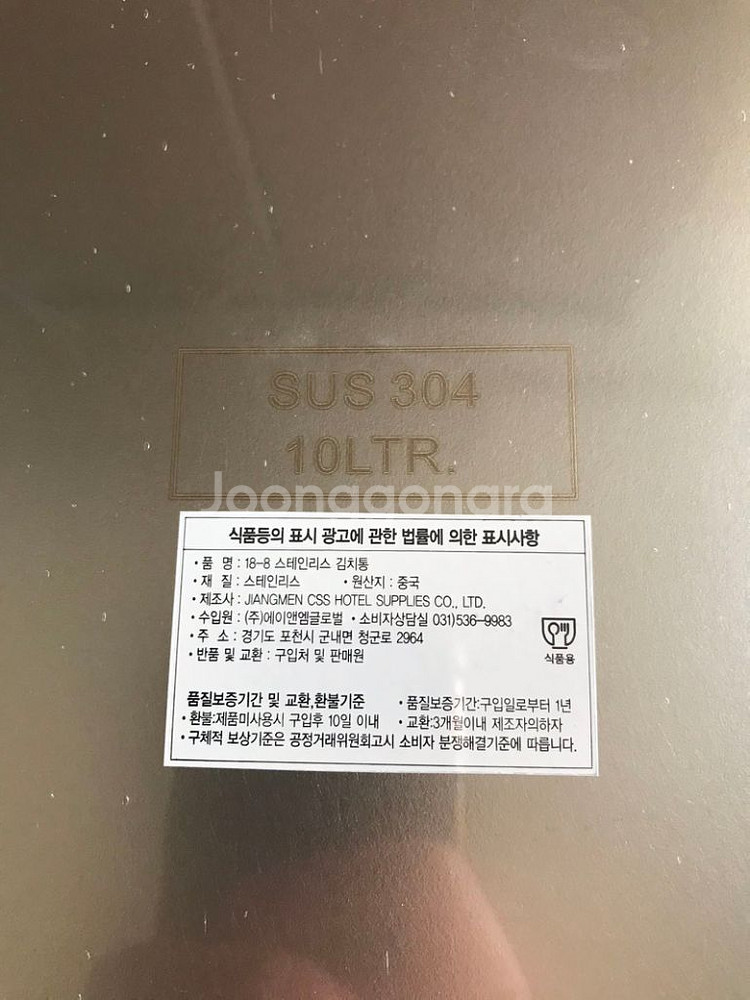 SUS 304
10LTR.
Joonggonara
식품등의 표시 광고에 관한 법률에 의한 표시사항
• 품 명 : 18-8 스테인리스 김치통
• 재 질 : 스테인리스 • 원산지 : 중국
• 제조사 : JIANGMEN CSS HOTEL SUPPLIES CO., LTD.
• 수입원 : (주)에이앤엠글로벌 • 소비자상담실 031)536-9983
• 주 소 : 경기도 포천시 군내면 청군로 2964
• 반품 및 교환 : 구입처 및 판매원
식품용
품질보증기간 및 교환,환불기준 • 품질보증기간:구입일로부터 1년
• 환불:제품미사용시 구입후 10일 이내 • 교환:3개월이내 제조자의하자
• 구체적 보상기준은 공정거래위원회고시 소비자 분쟁해결기준에 따릅니다.